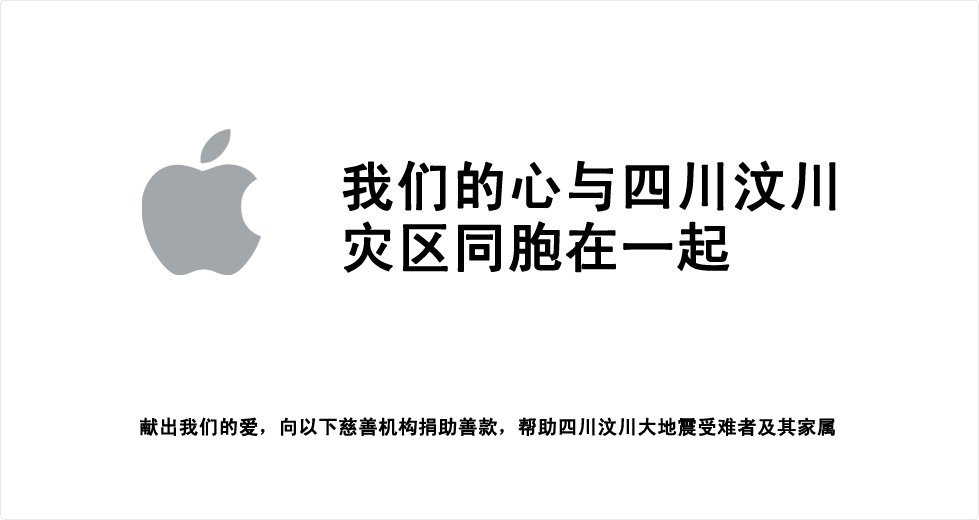 我们的心与四川汶川
灾区同胞在一起
献出我们的爱，向以下慈善机构捐助善款，帮助四川汶川大地震受难者及其家属